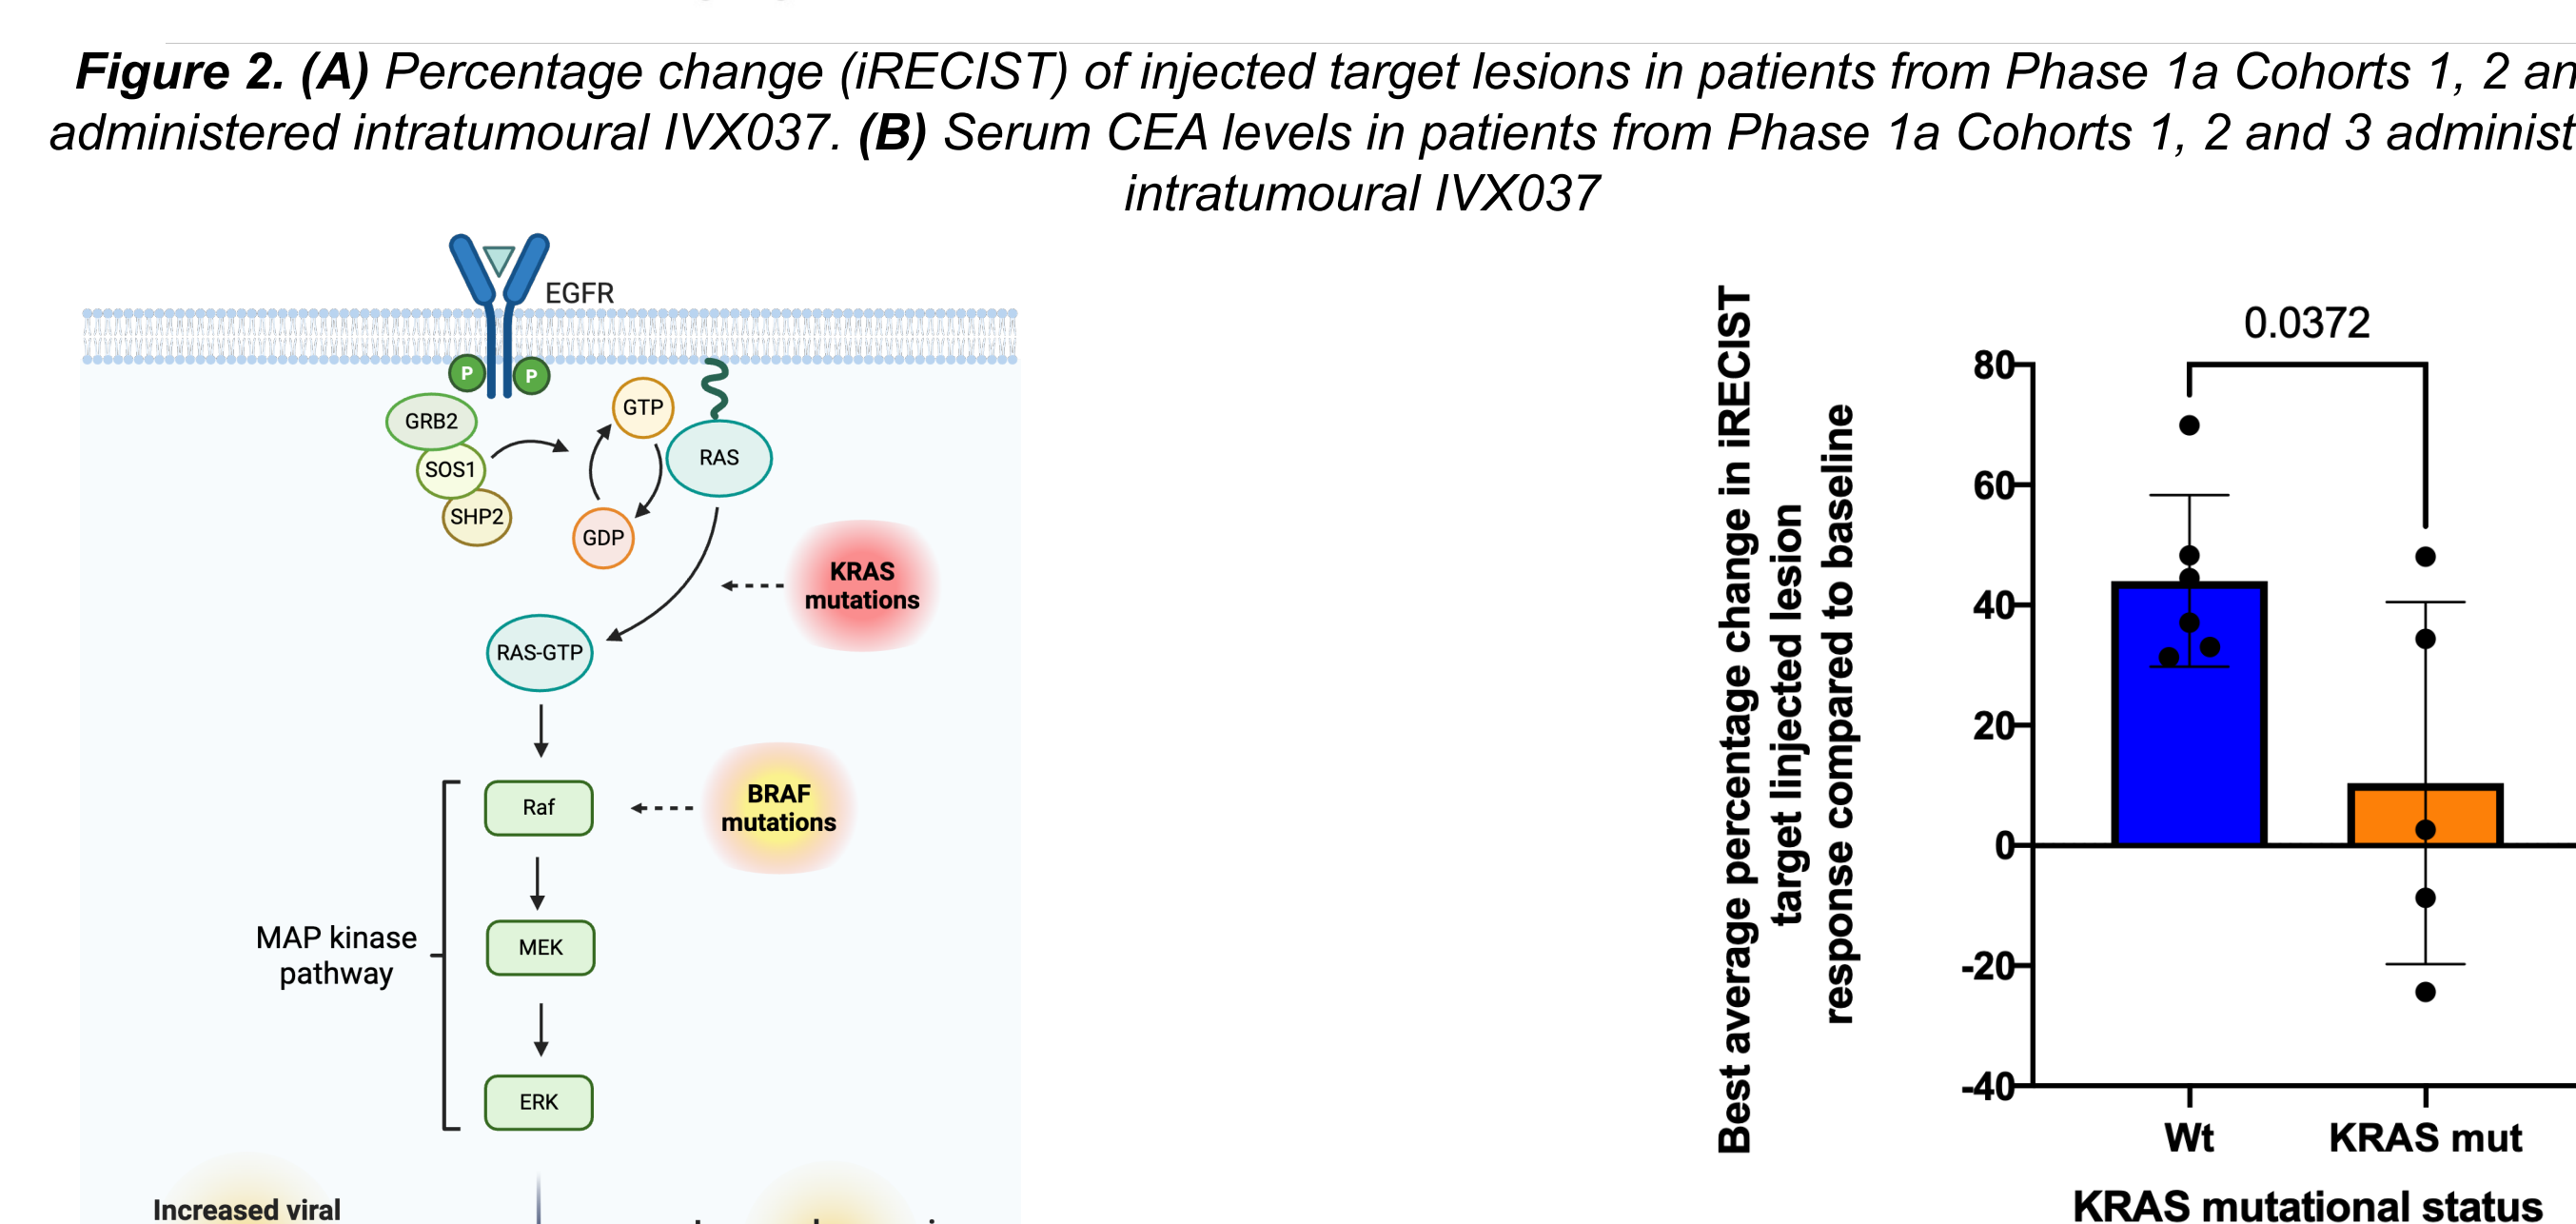 Figure 2. (A) Percentage change (iRECIST) of injected target lesions in patients from Phase 1a Cohorts 1, 2
administered intratumoural IVX037. (B) Serum CEA levels in patients from Phase 1a Cohorts 1, 2 and 3
intratumoural IVX037
EGFR
P
P
GRB2
SOS1
SHP2
GTP
GDP
RAS
KRAS
mutations
RAS-GTP
Raf
BRAF
mutations
MAP kinase
pathway
MEK
ERK
Increased viral
Best average percentage change in iRECIST
target linjected lesion
response compared to baseline
0.0372
80
60
40
20
0
-20
-40
Wt
KRAS mut
KRAS mutational status